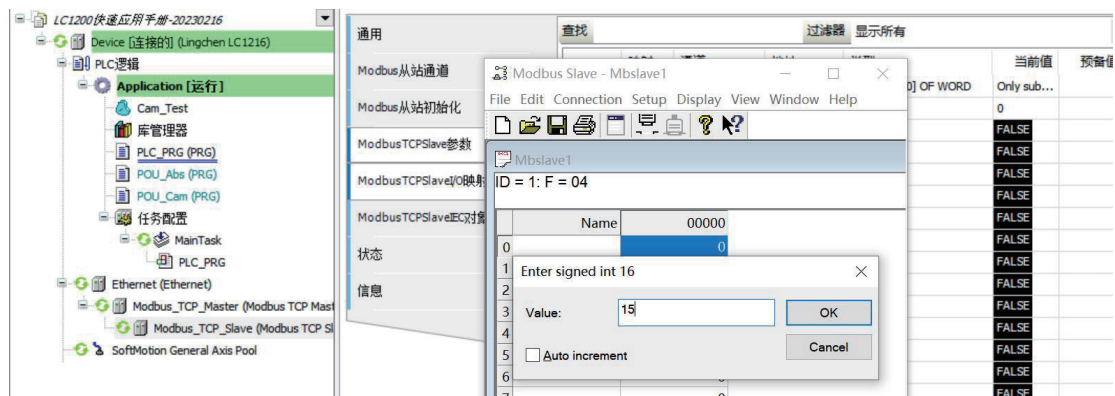 LC1200快速应用手册-20230216
Device [连接的] (Lingchen LC1216)
PLC逻辑
Application [运行]
Cam_Test
库管理器
PLC_PRG (PRG)
POU_Abs (PRG)
POU_Cam (PRG)
任务配置
MainTask
PLC_PRG
Ethernet (Ethernet)
Modbus_TCP_Master (Modbus TCP Mast
Modbus_TCP_Slave (Modbus TCP Sl
SoftMotion General Axis Pool
通用
Modbus从站通道
Modbus从站初始化
ModbusTCPSlave参数
ModbusTCPSlaveI/O映射
ModbusTCPSlaveIEC对象
状态
信息
查找 过滤器 显示所有
当前值 预备值
0] OF WORD Only sub...
0
FALSE
FALSE
FALSE
FALSE
FALSE
FALSE
FALSE
FALSE
FALSE
FALSE
FALSE
FALSE
FALSE
Modbus Slave - Mbslave1
File Edit Connection Setup Display View Window Help
Mbslave1
ID = 1: F = 04
Name 00000
0 0
1
2
3
4
5
6
7
Enter signed int 16
Value: 15 OK
Auto increment Cancel